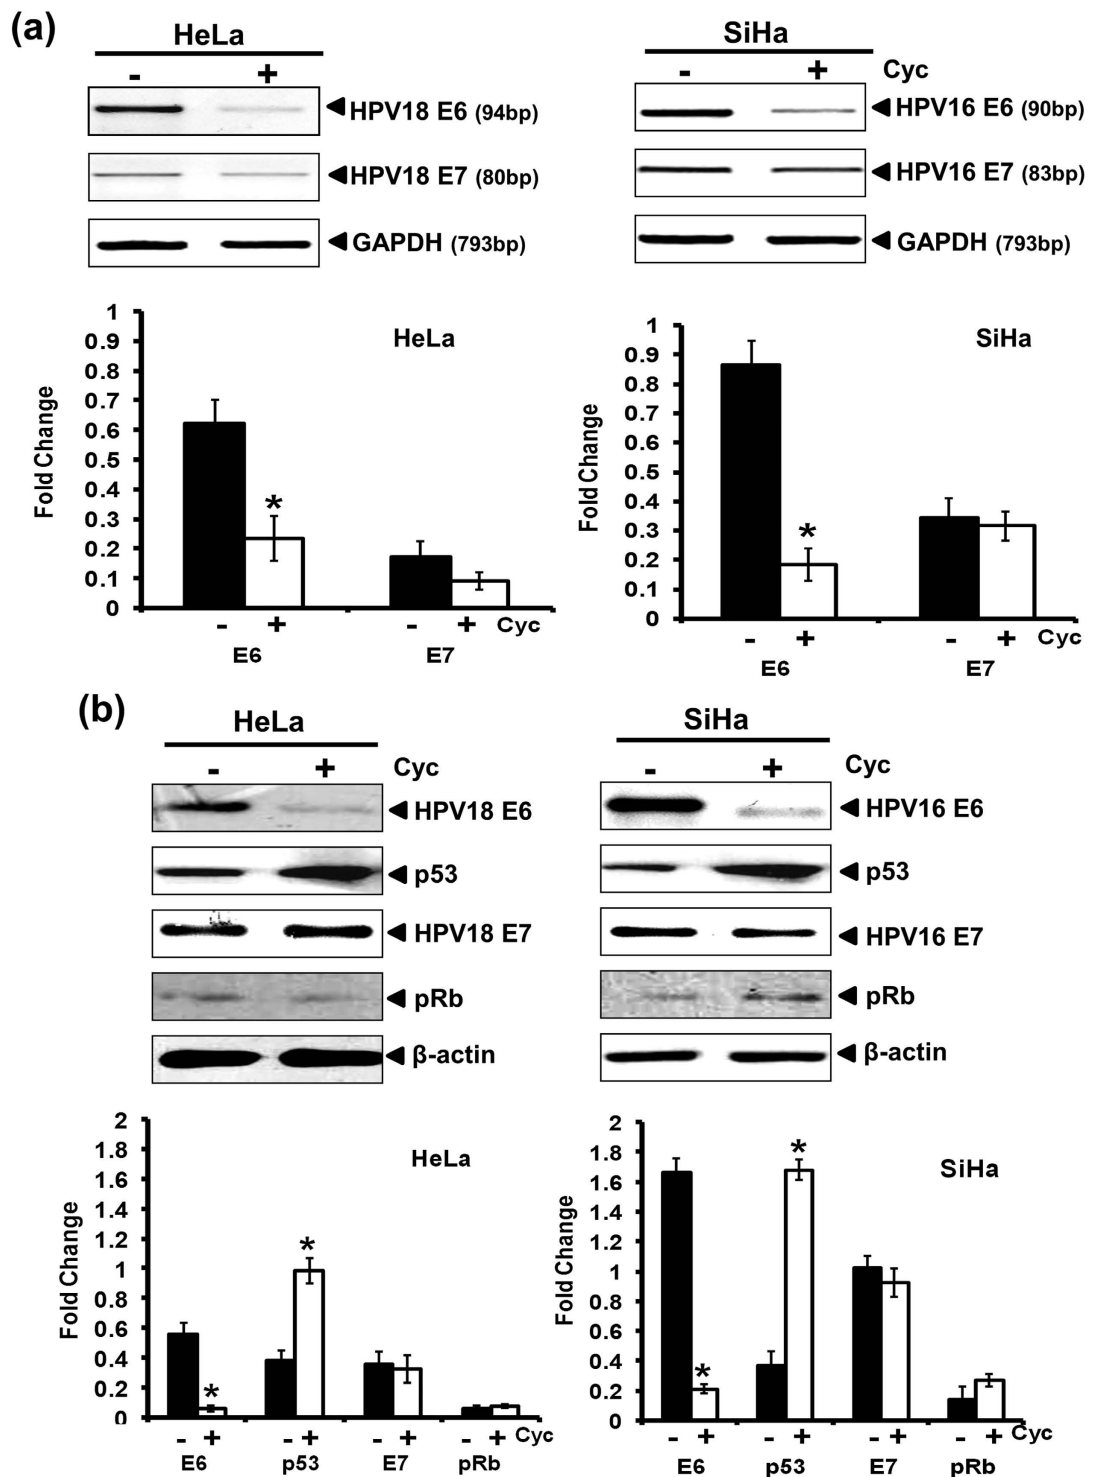 (a)
HeLa
- +
HPV18 E6 (94bp)
HPV18 E7 (80bp)
GAPDH (793bp)
SiHa
- + Cyc
HPV16 E6 (90bp)
HPV16 E7 (83bp)
GAPDH (793bp)
Fold Change
1
0.9
0.8
0.7
0.6
0.5
0.4
0.3
0.2
0.1
0
HeLa
*
- + - + Cyc
E6 E7
Fold Change
1
0.9
0.8
0.7
0.6
0.5
0.4
0.3
0.2
0.1
0
SiHa
*
- + - + Cyc
E6 E7
(b)
HeLa
- + Cyc
HPV18 E6
p53
HPV18 E7
pRb
β-actin
SiHa
- + Cyc
HPV16 E6
p53
HPV16 E7
pRb
β-actin
Fold Change
2
1.8
1.6
1.4
1.2
1
0.8
0.6
0.4
0.2
0
HeLa
* *
- + - + - + - + Cyc
E6 p53 E7 pRb
Fold Change
2
1.8
1.6
1.4
1.2
1
0.8
0.6
0.4
0.2
0
SiHa
* *
- + - + - + - + Cyc
E6 p53 E7 pRb